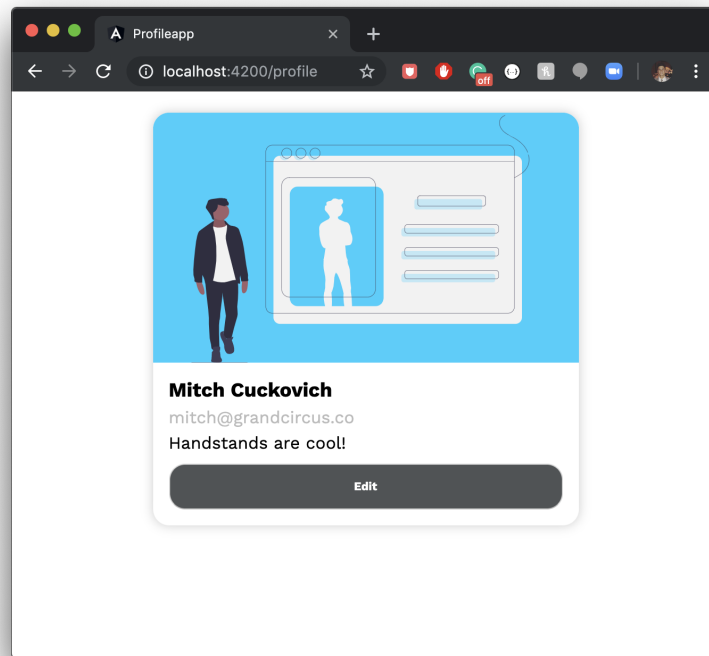 Profileapp
localhost:4200/profile
off
Mitch Cuckovich
mitch@grandcircus.co
Handstands are cool!
Edit